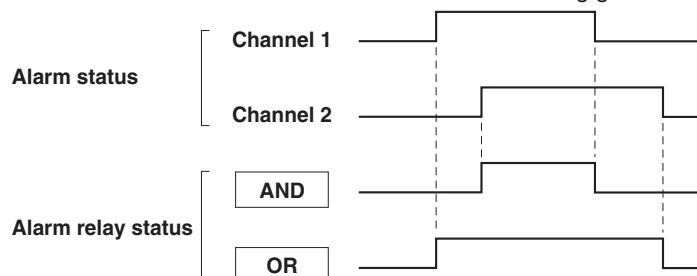 Channel 1
Alarm status
Channel 2
AND
Alarm relay status
OR